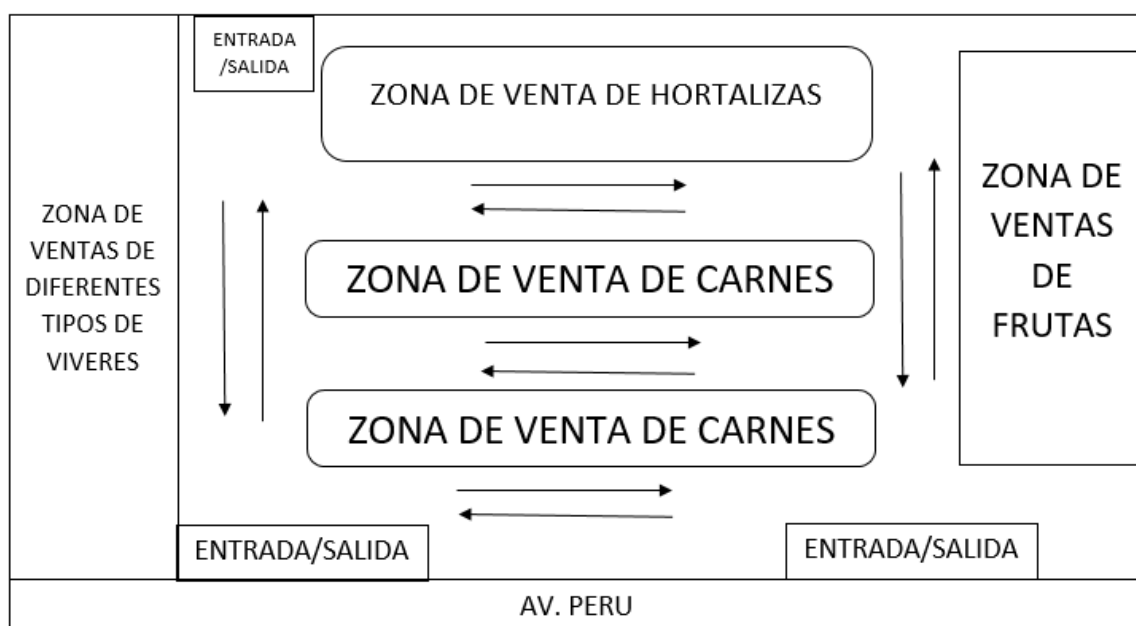 ENTRADA
/SALIDA
ZONA DE VENTA DE HORTALIZAS
ZONA DE
VENTAS DE
DIFERENTES
TIPOS DE
VIVERES
ZONA DE
VENTAS
DE
FRUTAS
ZONA DE VENTA DE CARNES
ZONA DE VENTA DE CARNES
ENTRADA/SALIDA
ENTRADA/SALIDA
AV. PERU